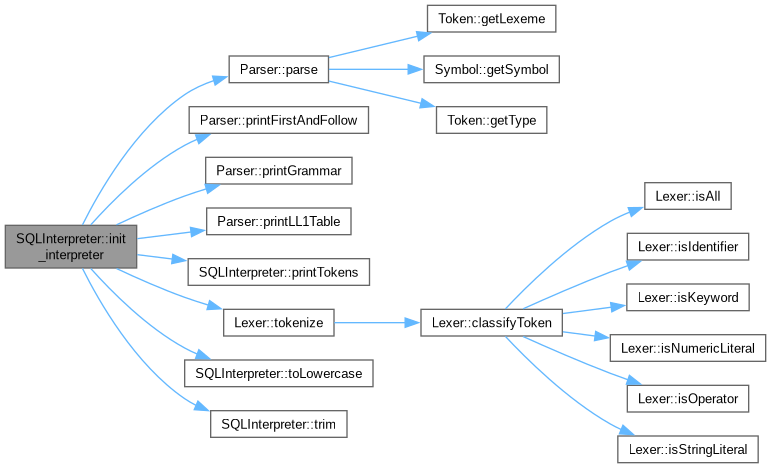 Token::getLexeme
Parser::parse
Symbol::getSymbol
Parser::printFirstAndFollow
Token::getType
Parser::printGrammar
Lexer::isAll
Parser::printLL1Table
SQLInterpreter::init
_interpreter
Lexer::isIdentifier
SQLInterpreter::printTokens
Lexer::isKeyword
Lexer::tokenize
Lexer::classifyToken
Lexer::isNumericLiteral
SQLInterpreter::toLowercase
Lexer::isOperator
SQLInterpreter::trim
Lexer::isStringLiteral